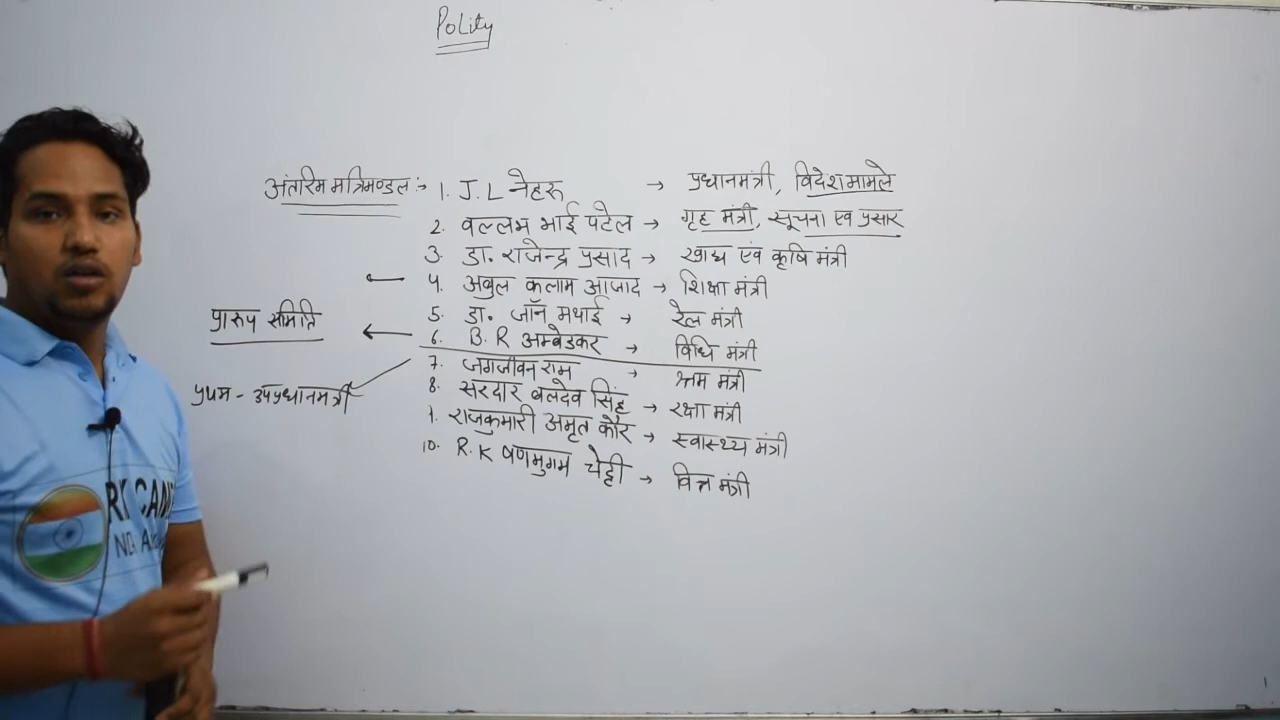 Polity
अंतरिम मत्रिमण्डल :→ 1. J.L नेहरू → प्रधानमंत्री, विदेश मामले
2. वल्लभ भाई पटेल → गृह मंत्री, सूचना एव प्रसार
3. डा. राजेन्द्र प्रसाद → खाद्य एंव कृषि मंत्री
← 4. अबुल कलाम आजाद → शिक्षा मंत्री
5. डा. जॉन मथाई → रेल मंत्री
प्रारुप समिति ← 6. B.R अम्बेडकर → विधि मंत्री
7. जगजीवन राम → श्रम मंत्री
प्रथम - उपप्रधानमंत्री
8. सरदार बलदेव सिंह → रक्षा मंत्री
9. राजकुमारी अमृत कौर → स्वास्थ्य मंत्री
10. R.K षणमुगम चेट्टी → वित्त मंत्री